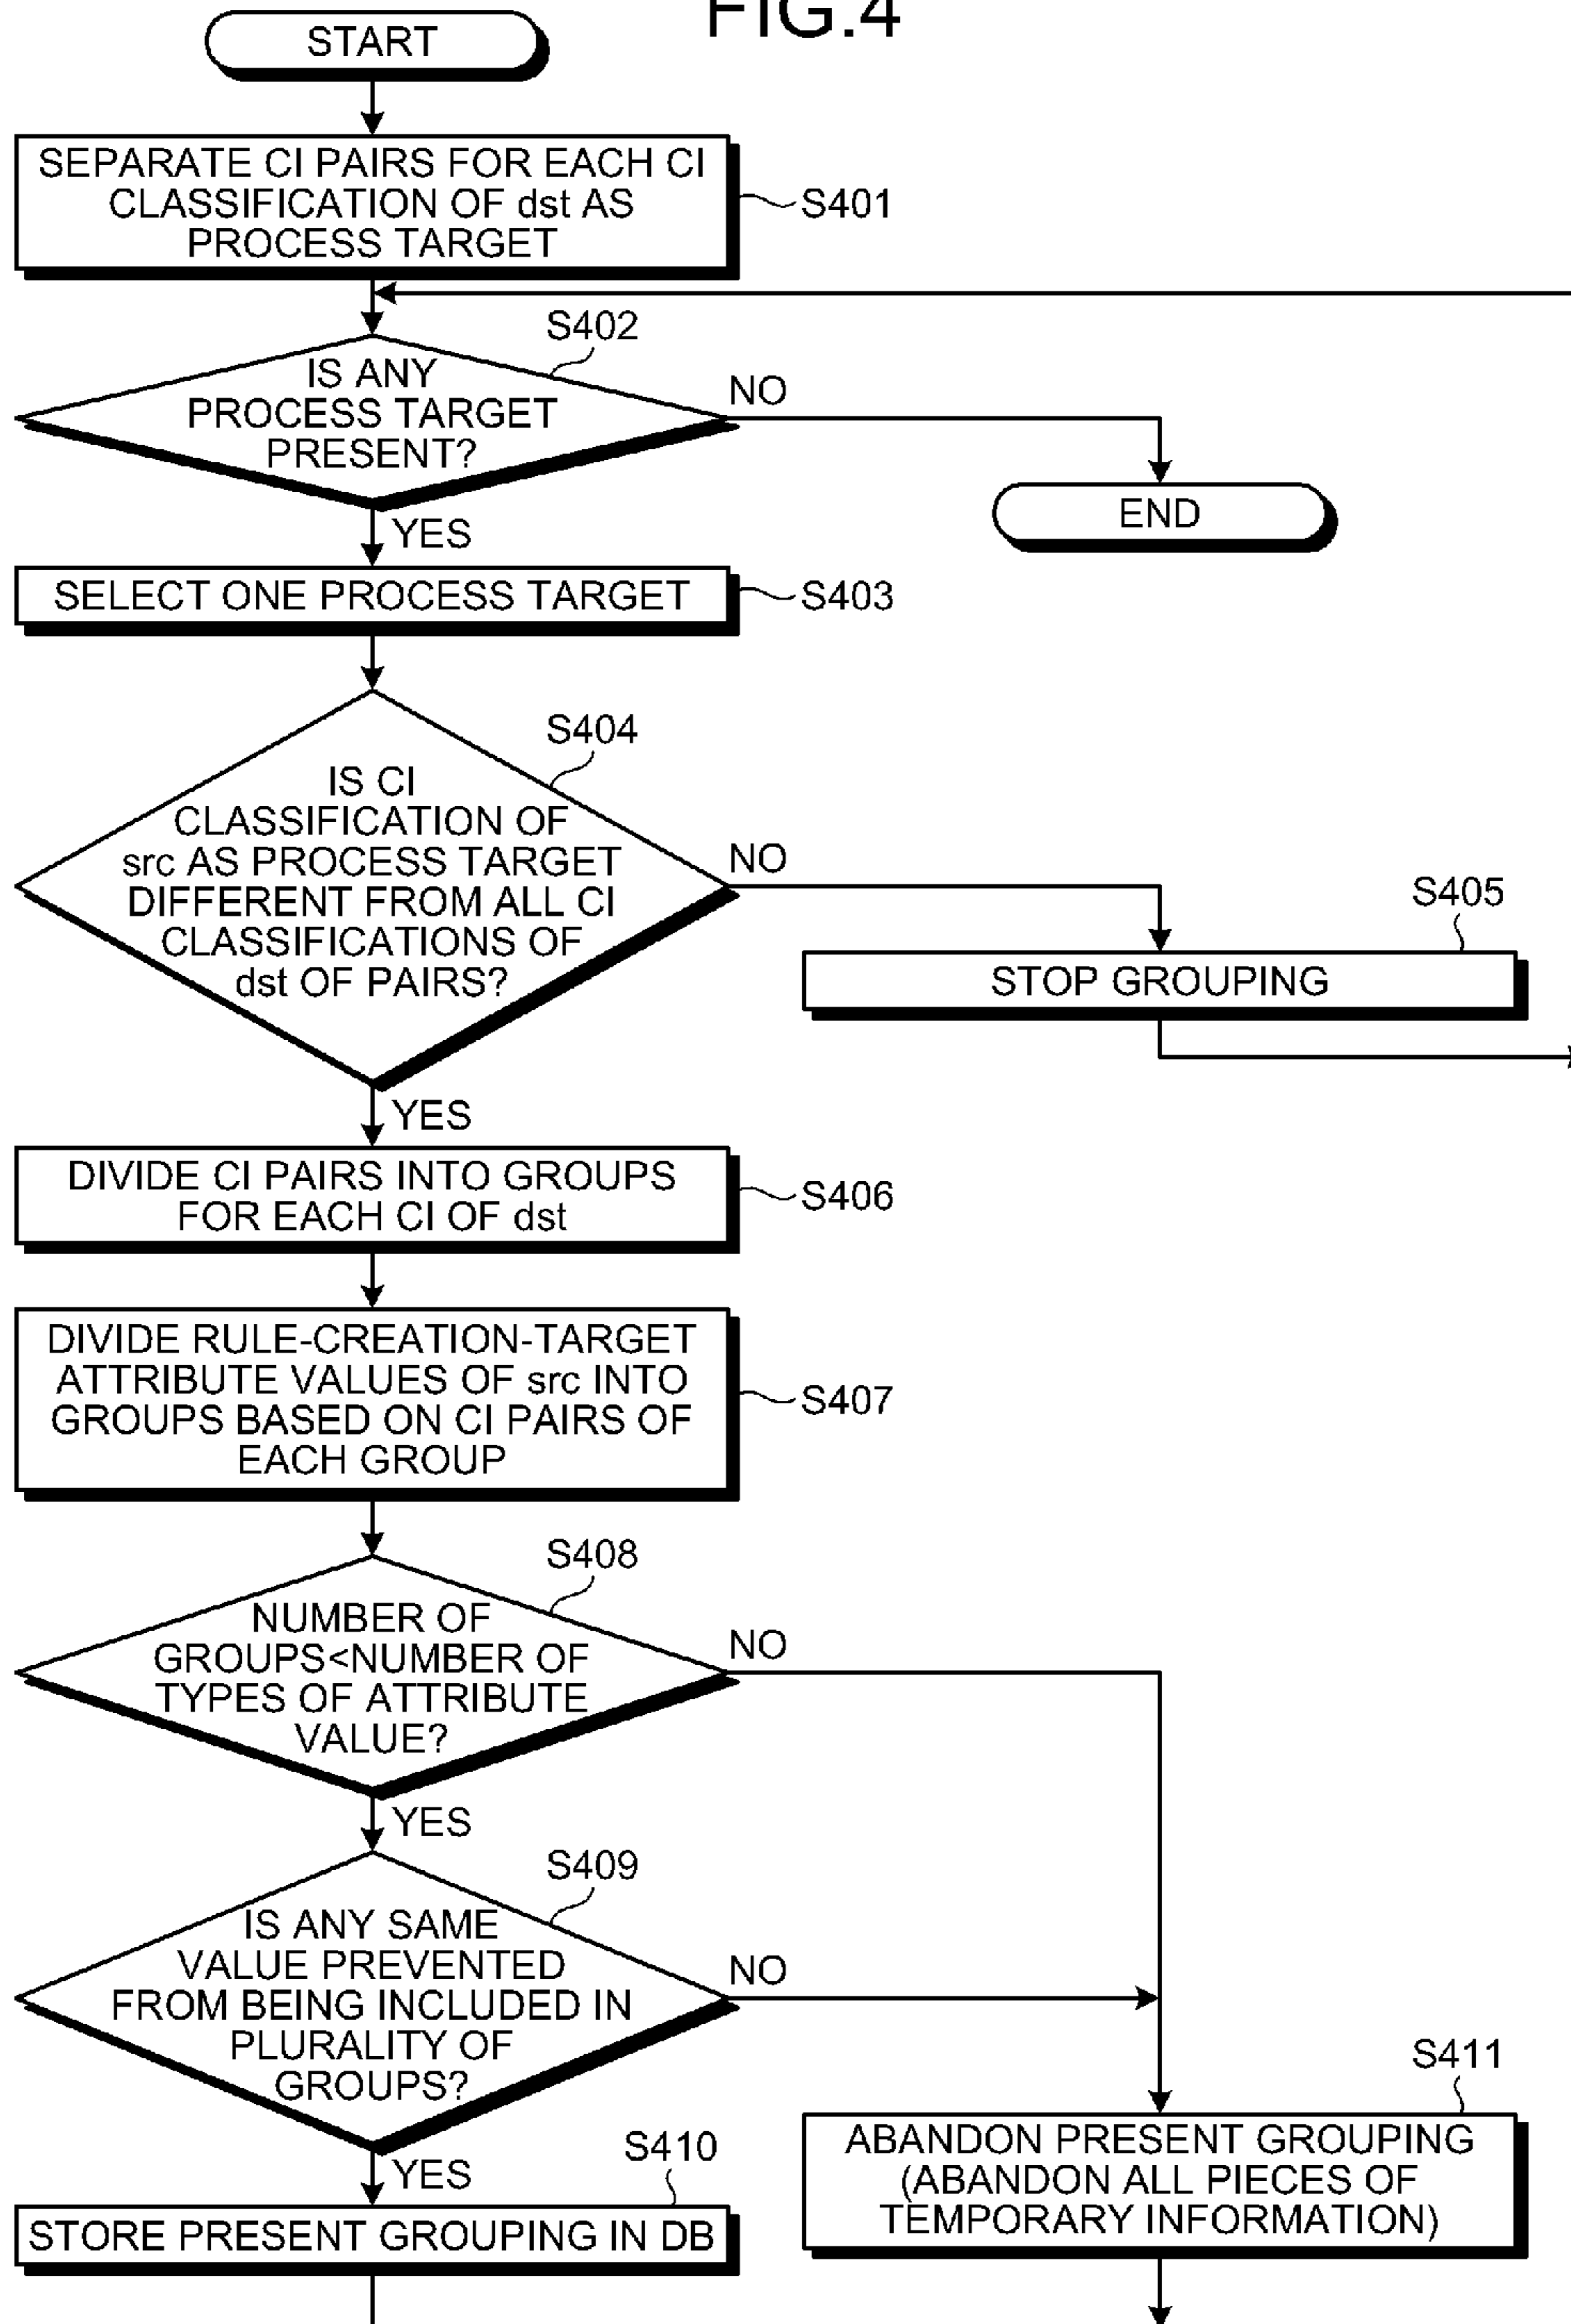 FIG.4
START
SEPARATE CI PAIRS FOR EACH CI
CLASSIFICATION OF dst AS
PROCESS TARGET
S401
S402
IS ANY
PROCESS TARGET
PRESENT?
NO
END
YES
SELECT ONE PROCESS TARGET
S403
S404
IS CI
CLASSIFICATION OF
src AS PROCESS TARGET
DIFFERENT FROM ALL CI
CLASSIFICATIONS OF
dst OF PAIRS?
NO
S405
STOP GROUPING
YES
DIVIDE CI PAIRS INTO GROUPS
FOR EACH CI OF dst
S406
DIVIDE RULE-CREATION-TARGET
ATTRIBUTE VALUES OF src INTO
GROUPS BASED ON CI PAIRS OF
EACH GROUP
S407
S408
NUMBER OF
GROUPS<NUMBER OF
TYPES OF ATTRIBUTE
VALUE?
NO
YES
S409
IS ANY SAME
VALUE PREVENTED
FROM BEING INCLUDED IN
PLURALITY OF
GROUPS?
NO
YES
S410
STORE PRESENT GROUPING IN DB
S411
ABANDON PRESENT GROUPING
(ABANDON ALL PIECES OF
TEMPORARY INFORMATION)